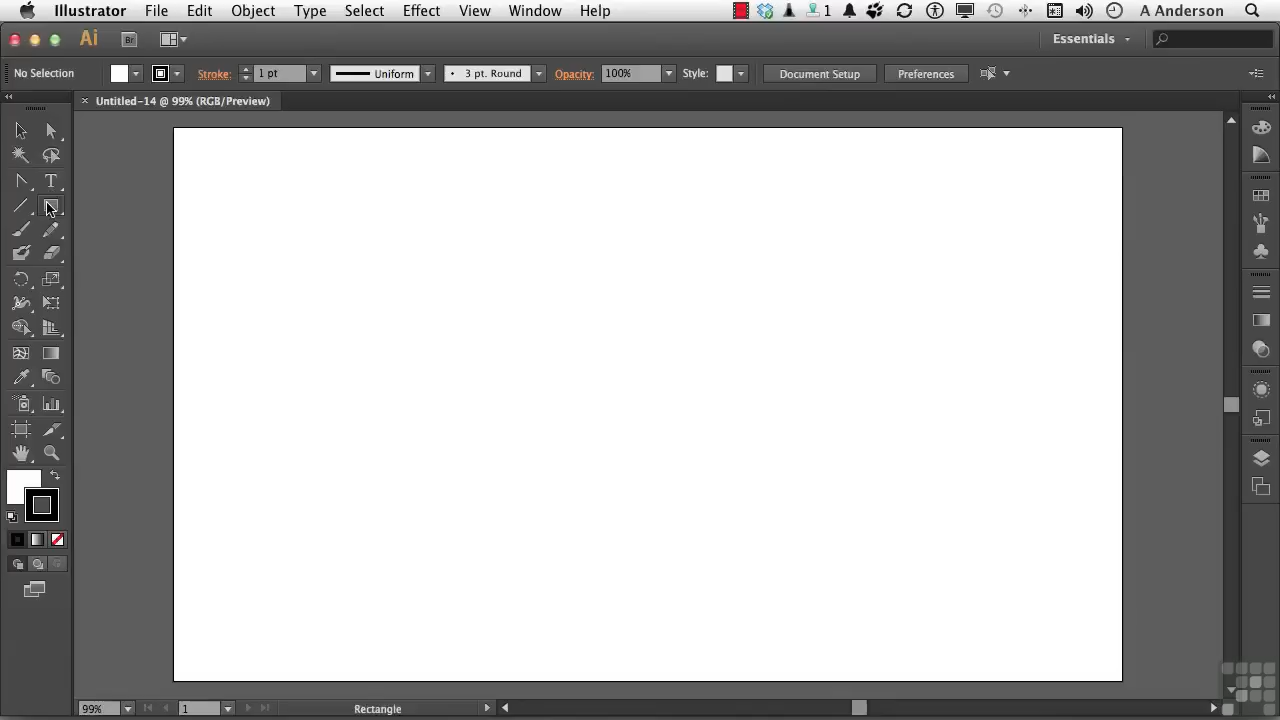 Illustrator File Edit Object Type Select Effect View Window Help 1 A Anderson
Ai Br Essentials
No Selection Stroke: 1 pt Uniform 3 pt. Round Opacity: 100% Style: Document Setup Preferences
× Untitled-14 @ 99% (RGB/Preview)
T
99% 1 Rectangle